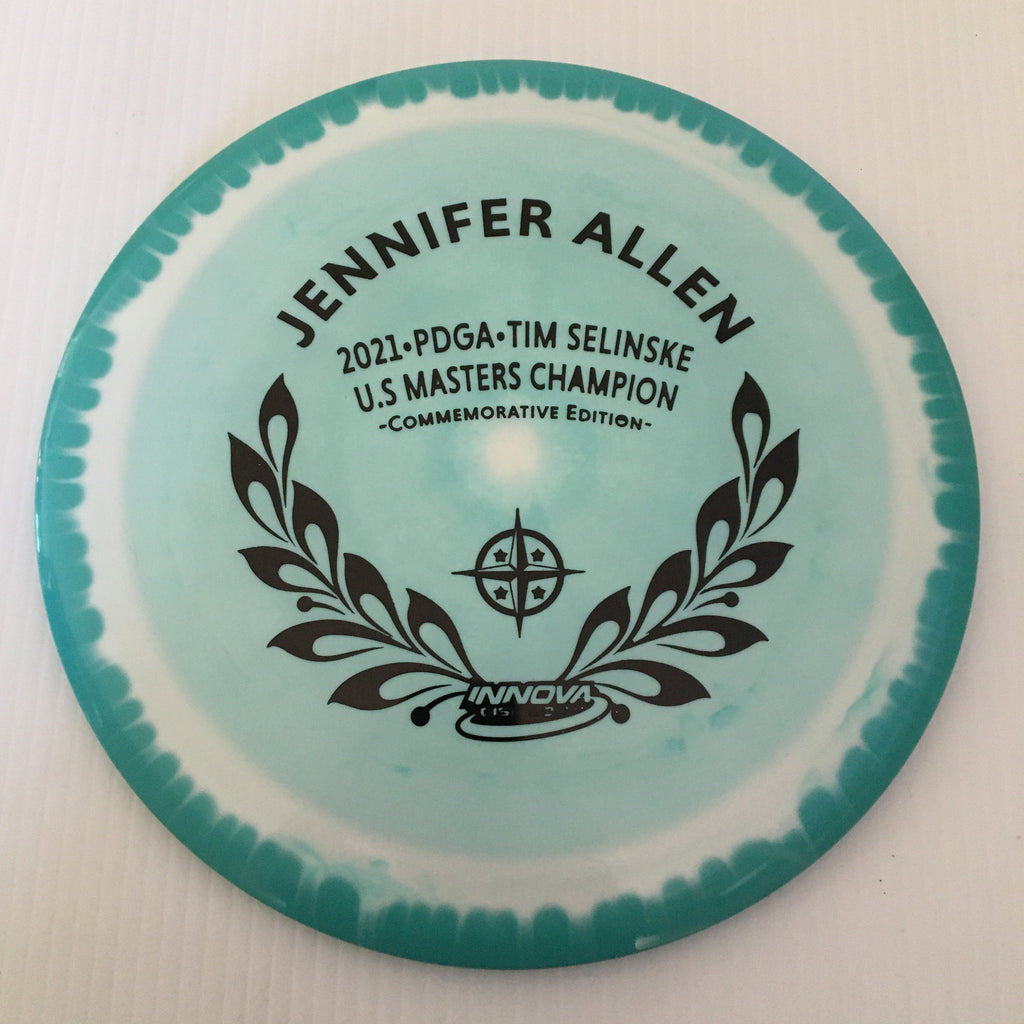 JENNIFER ALLEN
2021•PDGA•TIM SELINSKE
U.S MASTERS CHAMPION
-COMMEMORATIVE EDITION-
INNOVA